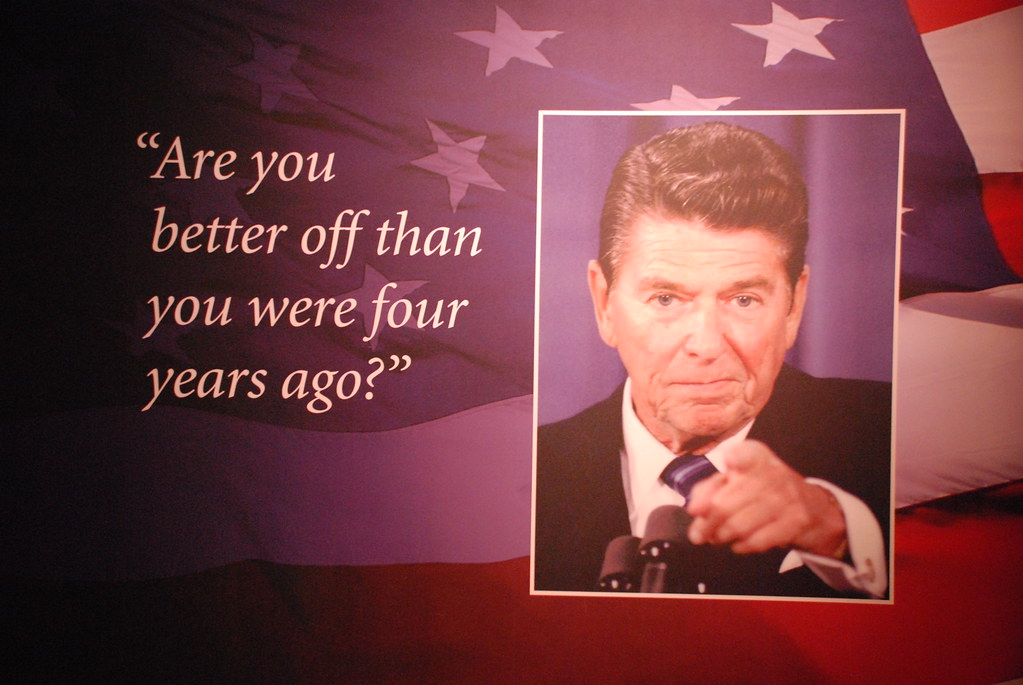 “Are you
better off than
you were four
years ago?”